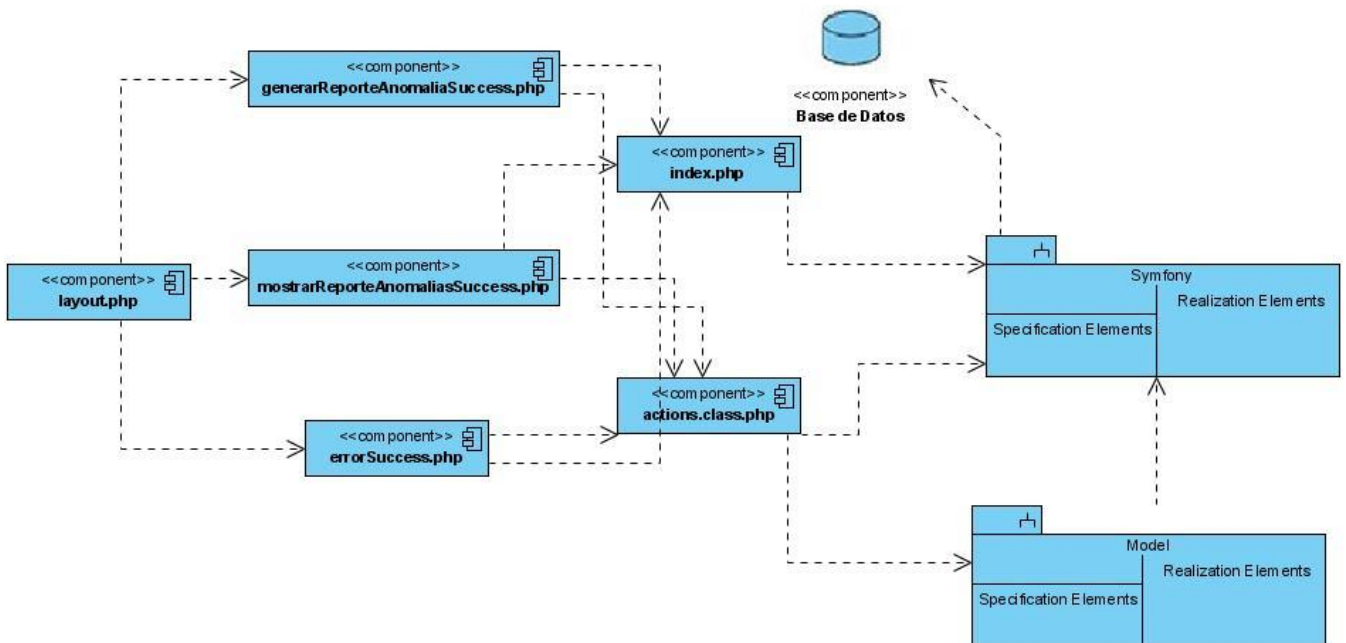 <<component>>
generarReporteAnomaliaSuccess.php
<<component>>
Base de Datos
<<component>>
index.php
<<component>>
layout.php
<<component>>
mostrarReporteAnomaliasSuccess.php
Symfony
Realization Elements
Specification Elements
<<component>>
actions.class.php
<<component>>
errorSuccess.php
Model
Realization Elements
Specification Elements